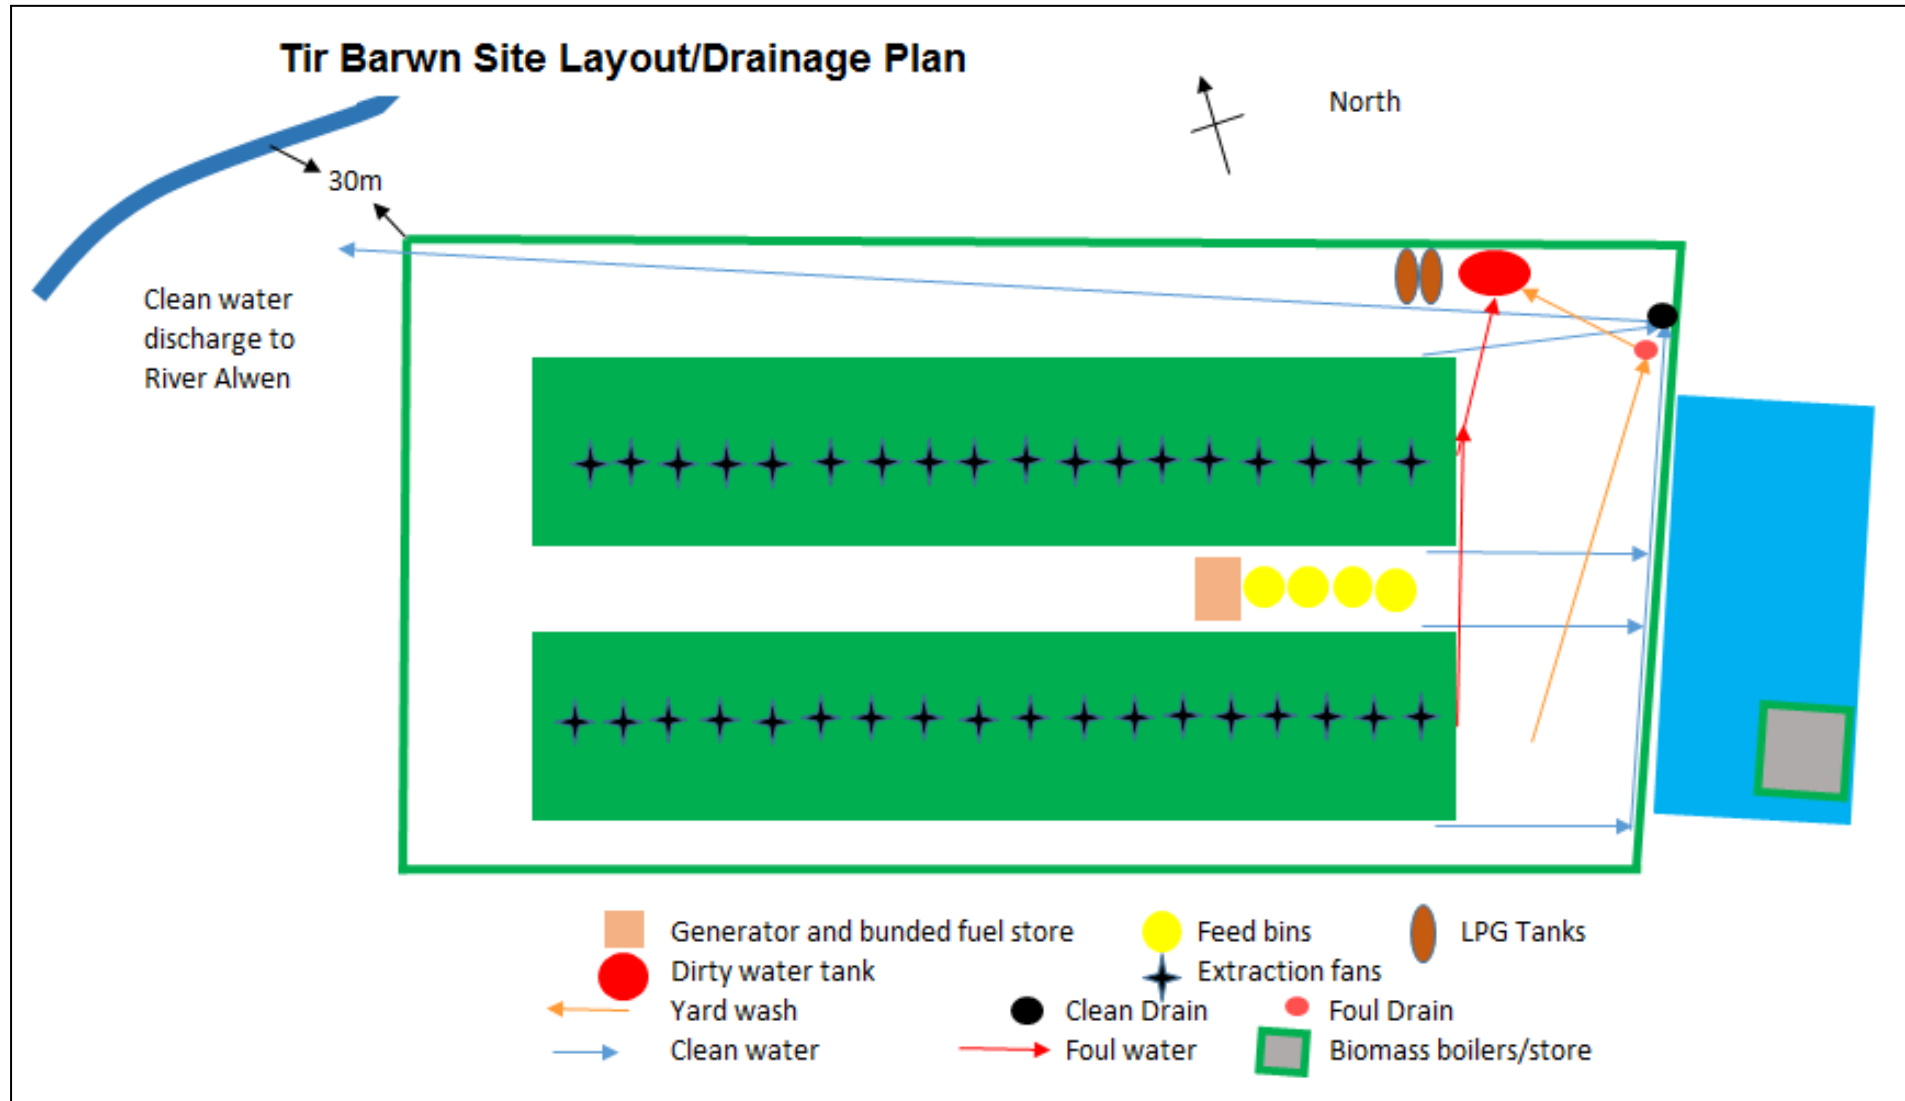 Tir Barwn Site Layout/Drainage Plan
North
30m
Clean water
discharge to
River Alwen
Generator and bunded fuel store
Feed bins
LPG Tanks
Dirty water tank
Extraction fans
Yard wash
Clean Drain
Foul Drain
Clean water
Foul water
Biomass boilers/store